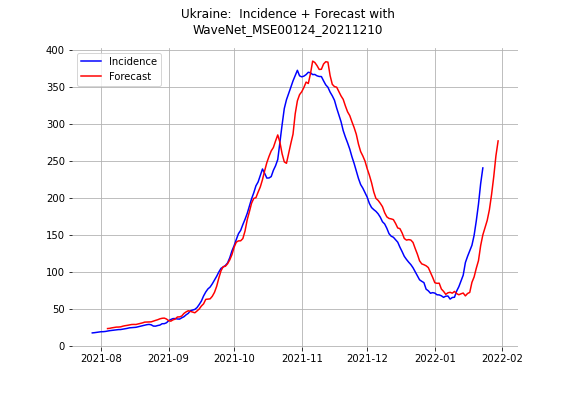 Ukraine:  Incidence + Forecast with
WaveNet_MSE00124_20211210
Incidence
Forecast
400
350
300
250
200
150
100
50
0
2021-08 2021-09 2021-10 2021-11 2021-12 2022-01 2022-02